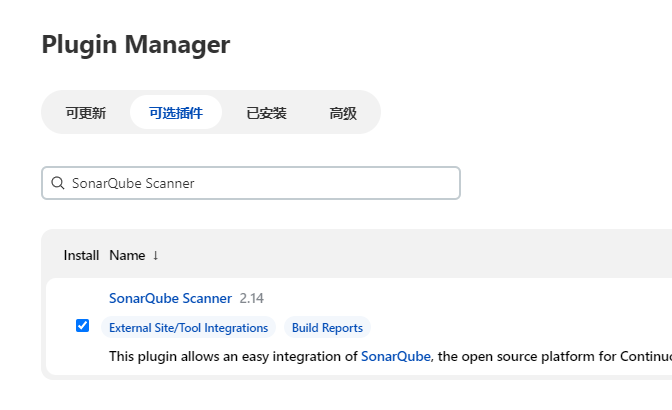 Plugin Manager
可更新 可选插件 已安装 高级
SonarQube Scanner
Install Name ↓
SonarQube Scanner 2.14
External Site/Tool Integrations Build Reports
This plugin allows an easy integration of SonarQube, the open source platform for Continuo